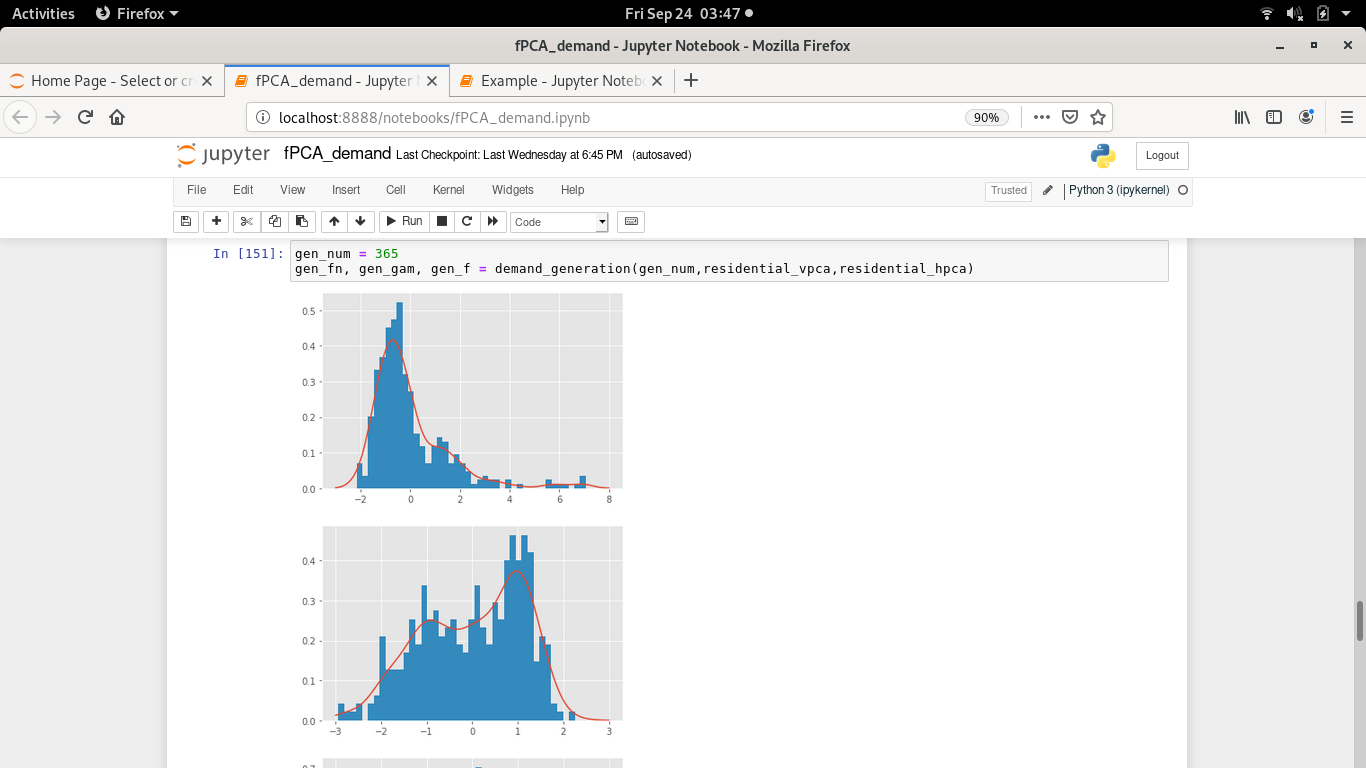 Activities Firefox Fri Sep 24 03:47
fPCA_demand - Jupyter Notebook - Mozilla Firefox
Home Page - Select or cr fPCA_demand - Jupyter Example - Jupyter Noteb
localhost:8888/notebooks/fPCA_demand.ipynb 90%
jupyter fPCA_demand Last Checkpoint: Last Wednesday at 6:45 PM (autosaved) Logout
File Edit View Insert Cell Kernel Widgets Help Trusted Python 3 (ipykernel)
Run Code
In [151]: gen_num = 365
gen_fn, gen_gam, gen_f = demand_generation(gen_num,residential_vpca,residential_hpca)
0.5
0.4
0.3
0.2
0.1
0.0
−2 0 2 4 6 8
0.4
0.3
0.2
0.1
0.0
−3 −2 −1 0 1 2 3